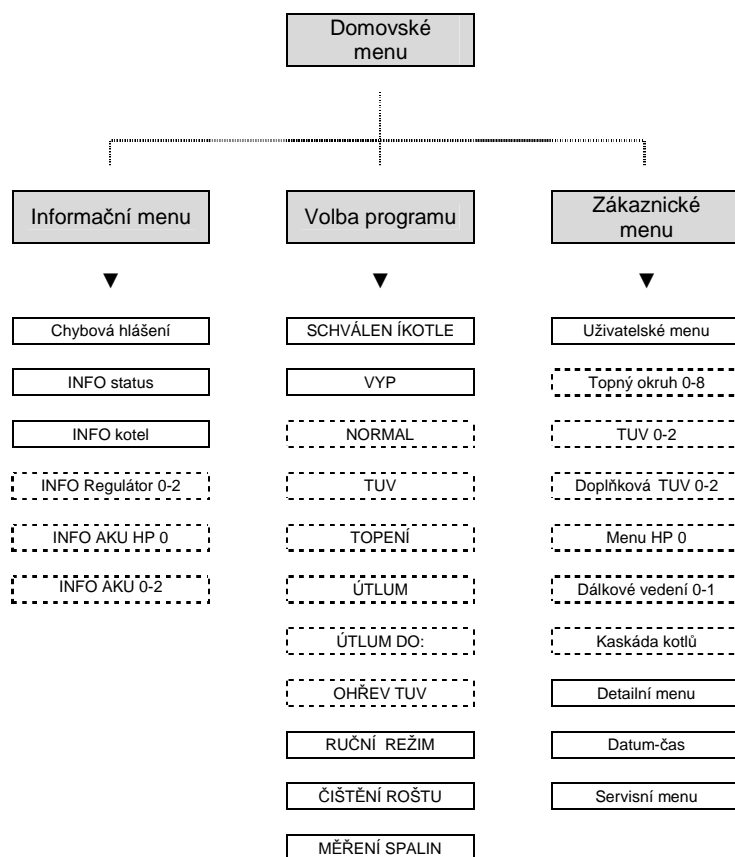 Domovské
menu
Informační menu
Volba programu
Zákaznické
menu
▼
▼
▼
Chybová hlášení
SCHVÁLEN ÍKOTLE
Uživatelské menu
INFO status
VYP
Topný okruh 0-8
INFO kotel
NORMAL
TUV 0-2
INFO Regulátor 0-2
TUV
Doplňková TUV 0-2
INFO AKU HP 0
TOPENÍ
Menu HP 0
INFO AKU 0-2
ÚTLUM
Dálkové vedení 0-1
ÚTLUM DO:
Kaskáda kotlů
OHŘEV TUV
Detailní menu
RUČNÍ REŽIM
Datum-čas
ČIŠTĚNÍ ROŠTU
Servisní menu
MĚŘENÍ SPALIN